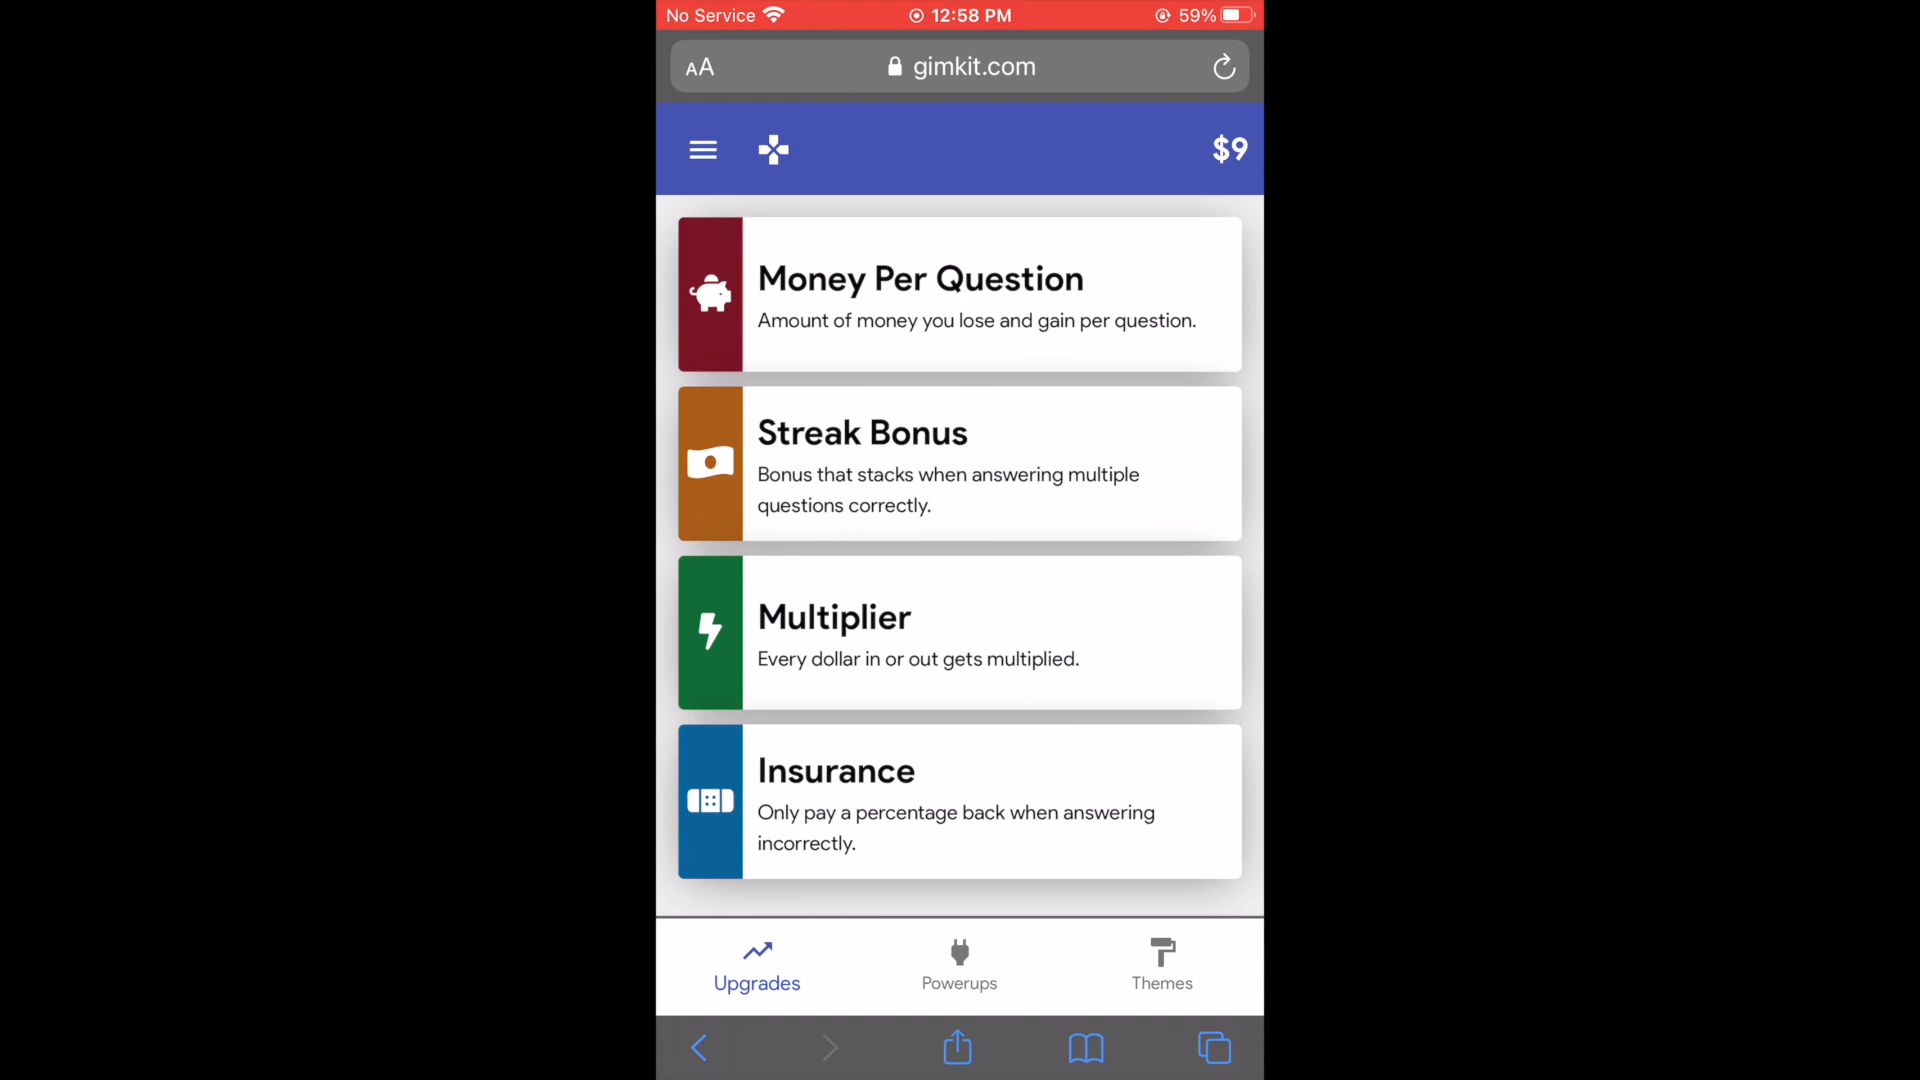 No Service 12:58 PM 59%
AA gimkit.com
$9
Money Per Question
Amount of money you lose and gain per question.
Streak Bonus
Bonus that stacks when answering multiple
questions correctly.
Multiplier
Every dollar in or out gets multiplied.
Insurance
Only pay a percentage back when answering
incorrectly.
Upgrades Powerups Themes